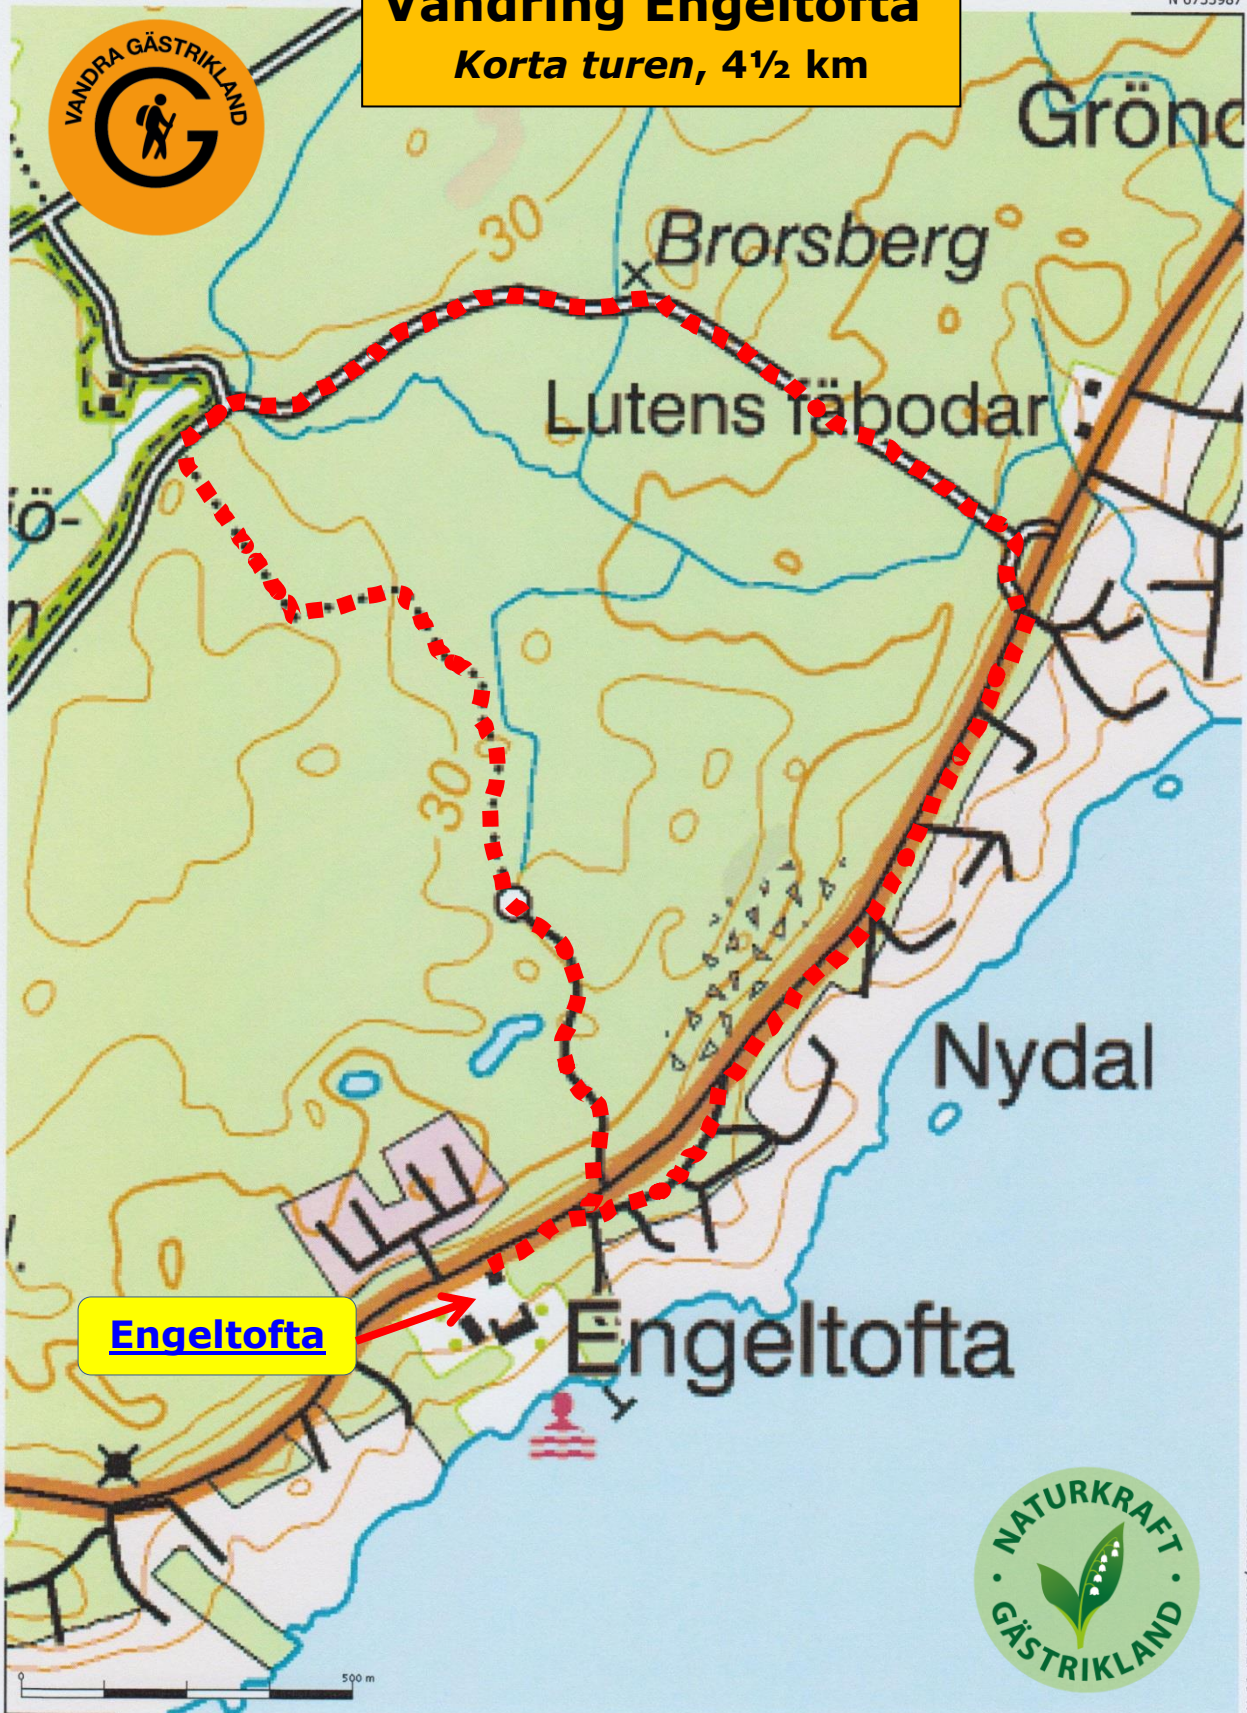 Vandring Engeltofta
Korta turen, 4½ km
VANDRA GÄSTRIKLAND
G
30
Brorsberg
Lutens fäbodar
30
Nydal
Engeltofta
Engeltofta
NATURKRAFT
GÄSTRIKLAND
0
500 m